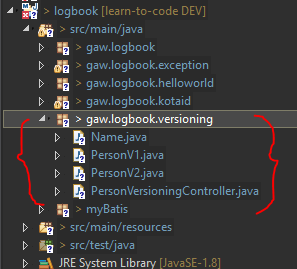 > logbook [learn-to-code DEV]
> src/main/java
> gaw.logbook
> gaw.logbook.exception
> gaw.logbook.helloworld
> gaw.logbook.kotaid
> gaw.logbook.versioning
Name.java
PersonV1.java
PersonV2.java
PersonVersioningController.java
> myBatis
> src/main/resources
> src/test/java
JRE System Library [JavaSE-1.8]